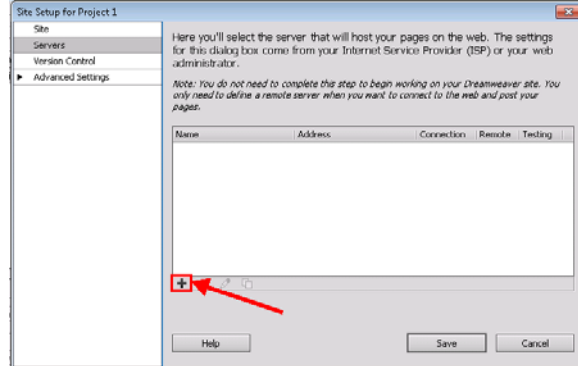 Site Setup for Project 1
Site
Servers
Version Control
Advanced Settings
Here you'll select the server that will host your pages on the web. The settings
for this dialog box come from your Internet Service Provider (ISP) or your web
administrator.
Note: You do not need to complete this step to begin working on your Dreamweaver site. You
only need to define a remote server when you want to connect to the web and post your
pages.
Name Address Connection Remote Testing
Help Save Cancel